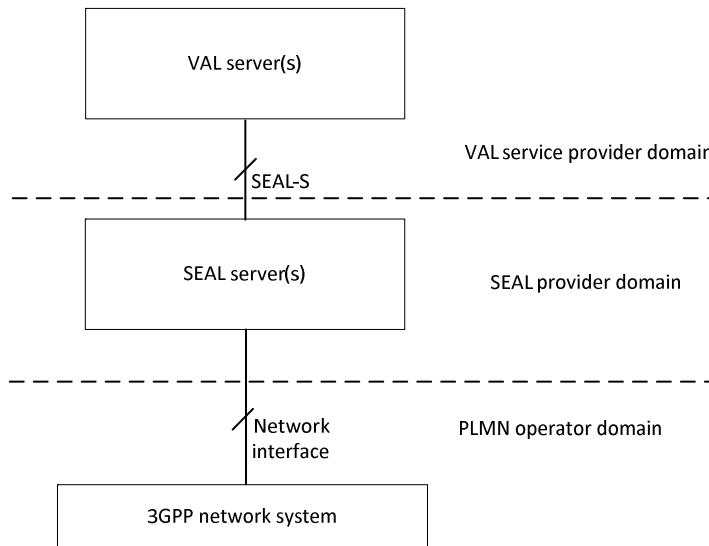 VAL server(s)
VAL service provider domain
SEAL-S
SEAL server(s)
SEAL provider domain
Network
interface
PLMN operator domain
3GPP network system